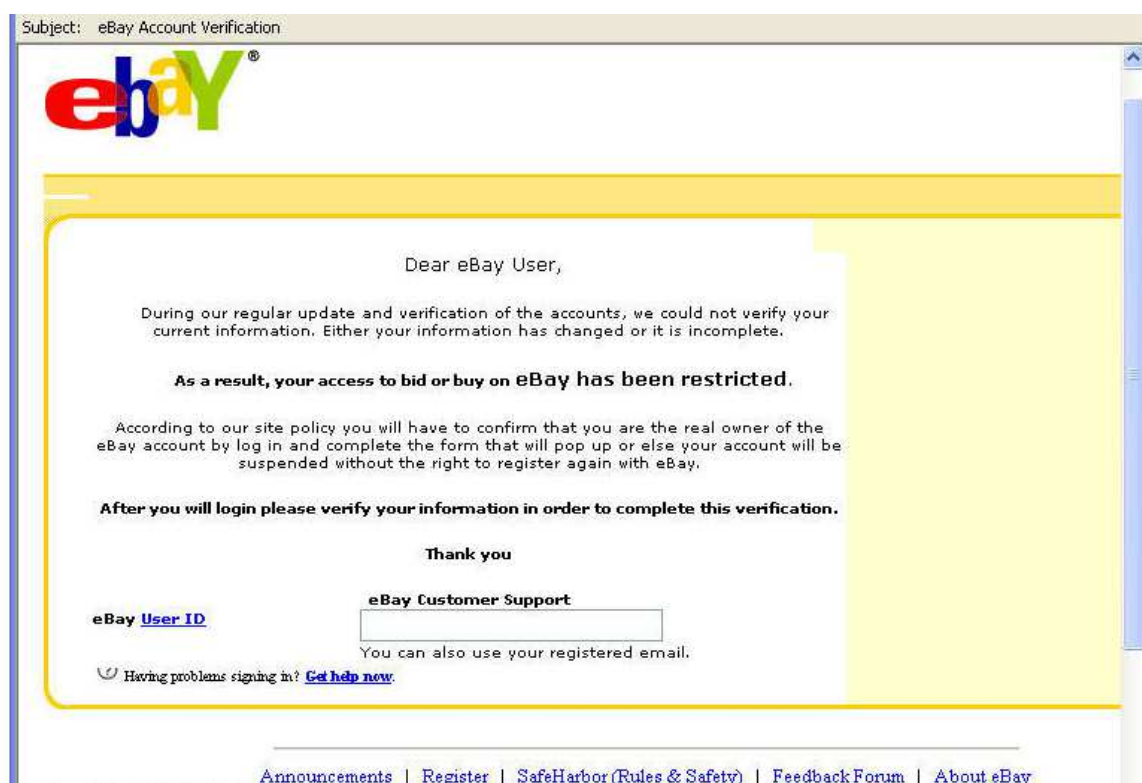 Subject: eBay Account Verification
ebaY®
Dear eBay User,
During our regular update and verification of the accounts, we could not verify your
current information. Either your information has changed or it is incomplete.
As a result, your access to bid or buy on eBay has been restricted.
According to our site policy you will have to confirm that you are the real owner of the
eBay account by log in and complete the form that will pop up or else your account will be
suspended without the right to register again with eBay.
After you will login please verify your information in order to complete this verification.
Thank you
eBay Customer Support
eBay User ID
You can also use your registered email.
Having problems signing in? Get help now.
Announcements | Register | SafeHarbor (Rules & Safety) | Feedback Forum | About eBay